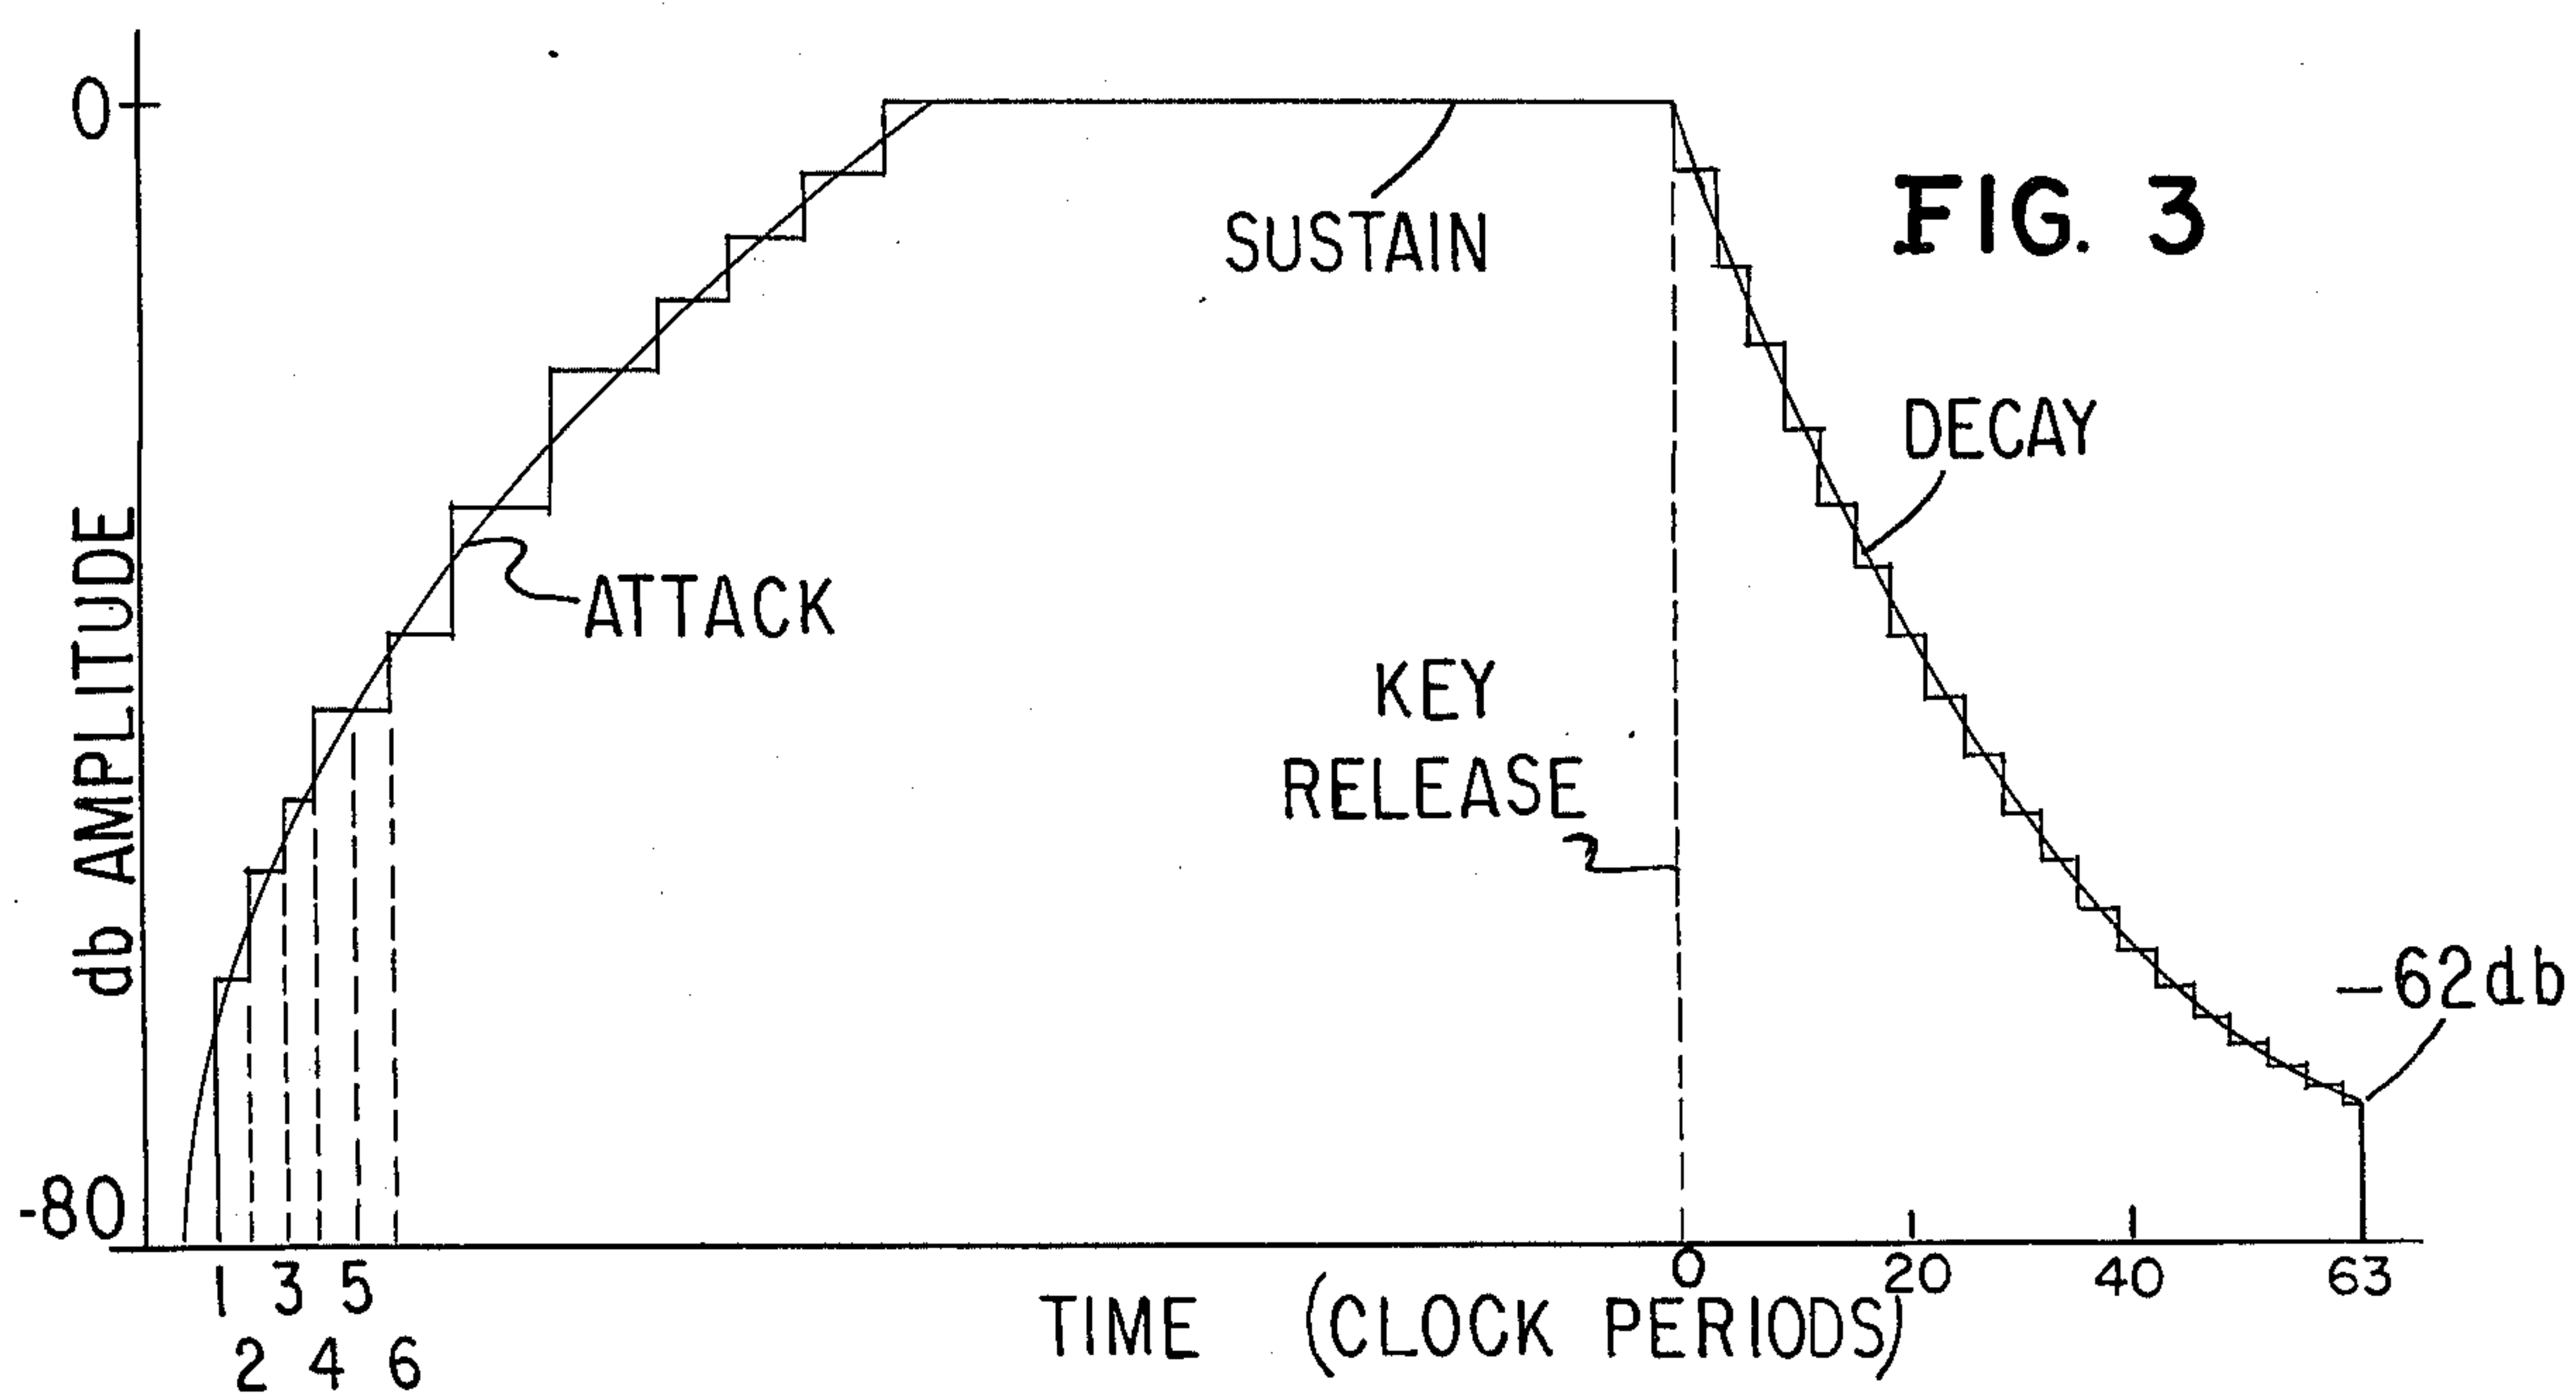 0
SUSTAIN
FIG. 3
DECAY
ATTACK
db AMPLITUDE
KEY
RELEASE
-62db
-80
1 3 5
2 4 6
0 20 40 63
TIME (CLOCK PERIODS)